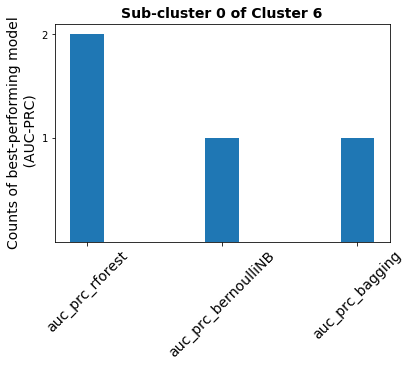 Sub-cluster 0 of Cluster 6
Counts of best-performing model
(AUC-PRC)
2
1
auc_prc_rforest
auc_prc_bernoulliNB
auc_prc_bagging